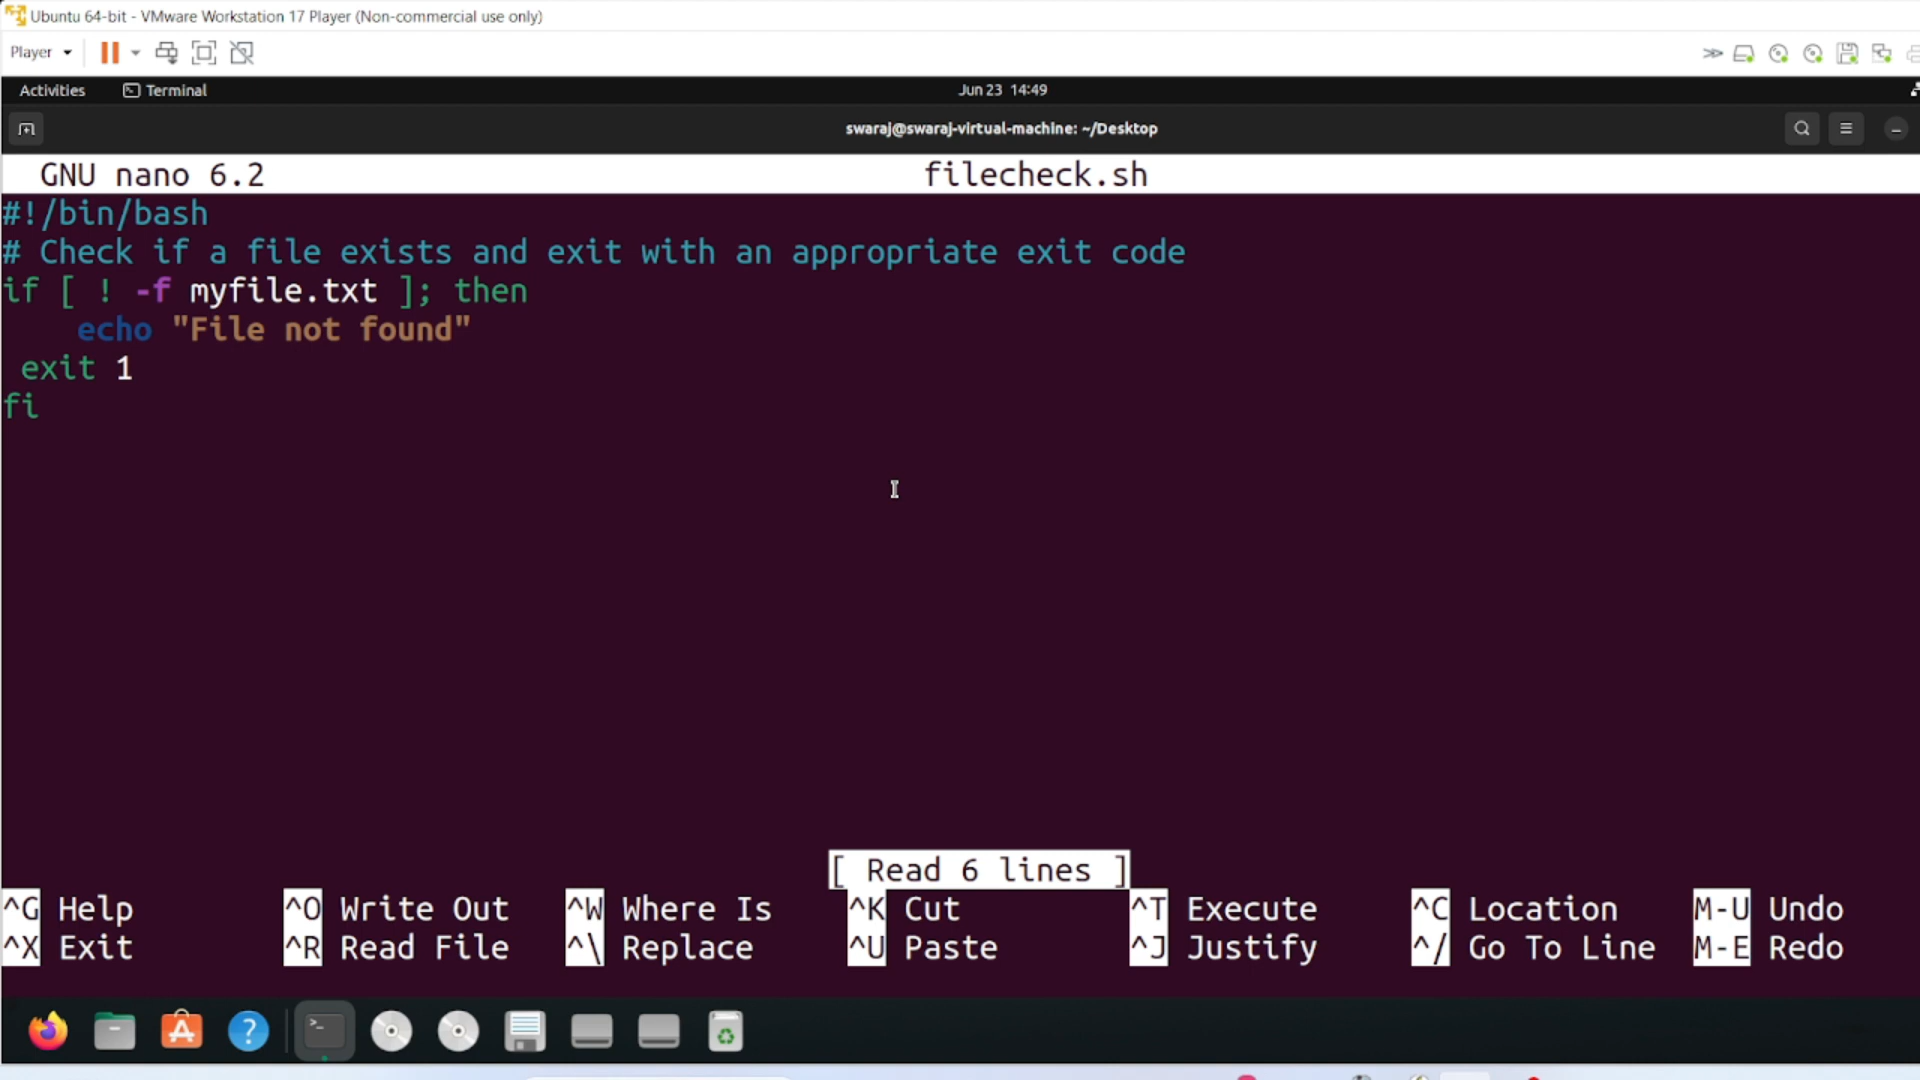 Ubuntu 64-bit - VMware Workstation 17 Player (Non-commercial use only)
Player
Activities Terminal Jun 23 14:49
swaraj@swaraj-virtual-machine: ~/Desktop
GNU nano 6.2 filecheck.sh
#!/bin/bash
# Check if a file exists and exit with an appropriate exit code
if [ ! -f myfile.txt ]; then
    echo "File not found"
 exit 1
fi
[ Read 6 lines ]
^G Help ^O Write Out ^W Where Is ^K Cut ^T Execute ^C Location M-U Undo
^X Exit ^R Read File ^\ Replace ^U Paste ^J Justify ^/ Go To Line M-E Redo